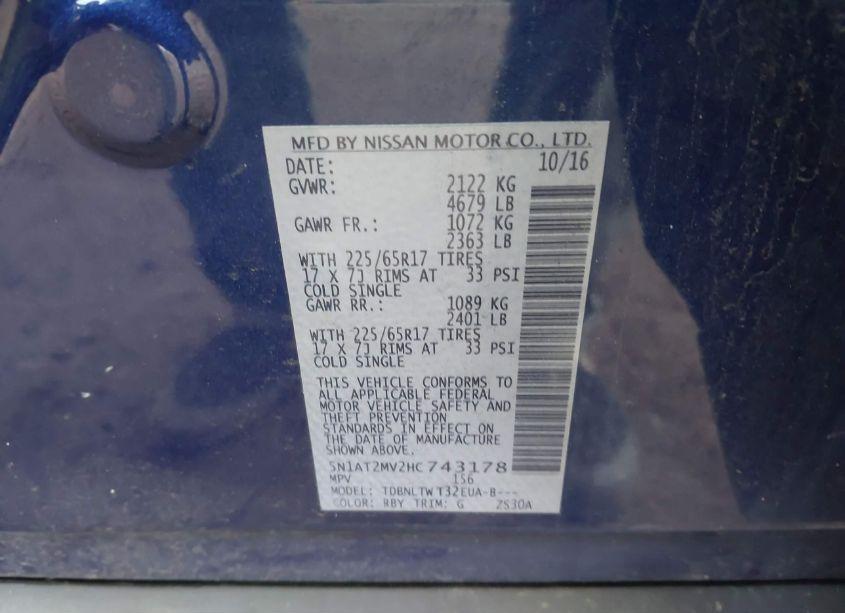 MFD BY NISSAN MOTOR CO., LTD.
DATE: 10/16
GVWR: 2122 KG
4679 LB
GAWR FR.: 1072 KG
2363 LB
WITH 225/65R17 TIRES
17 X 7J RIMS AT 33 PSI
COLD SINGLE
GAWR RR.: 1089 KG
2401 LB
WITH 225/65R17 TIRES
17 X 7J RIMS AT 33 PSI
COLD SINGLE
THIS VEHICLE CONFORMS TO
ALL APPLICABLE FEDERAL
MOTOR VEHICLE SAFETY AND
THEFT PREVENTION
STANDARDS IN EFFECT ON
THE DATE OF MANUFACTURE
SHOWN ABOVE.
5N1AT2MV2HC743178
MPV 156
MODEL: TDBNLTW T32EUA-B---
COLOR: RBY TRIM: G 2S30A